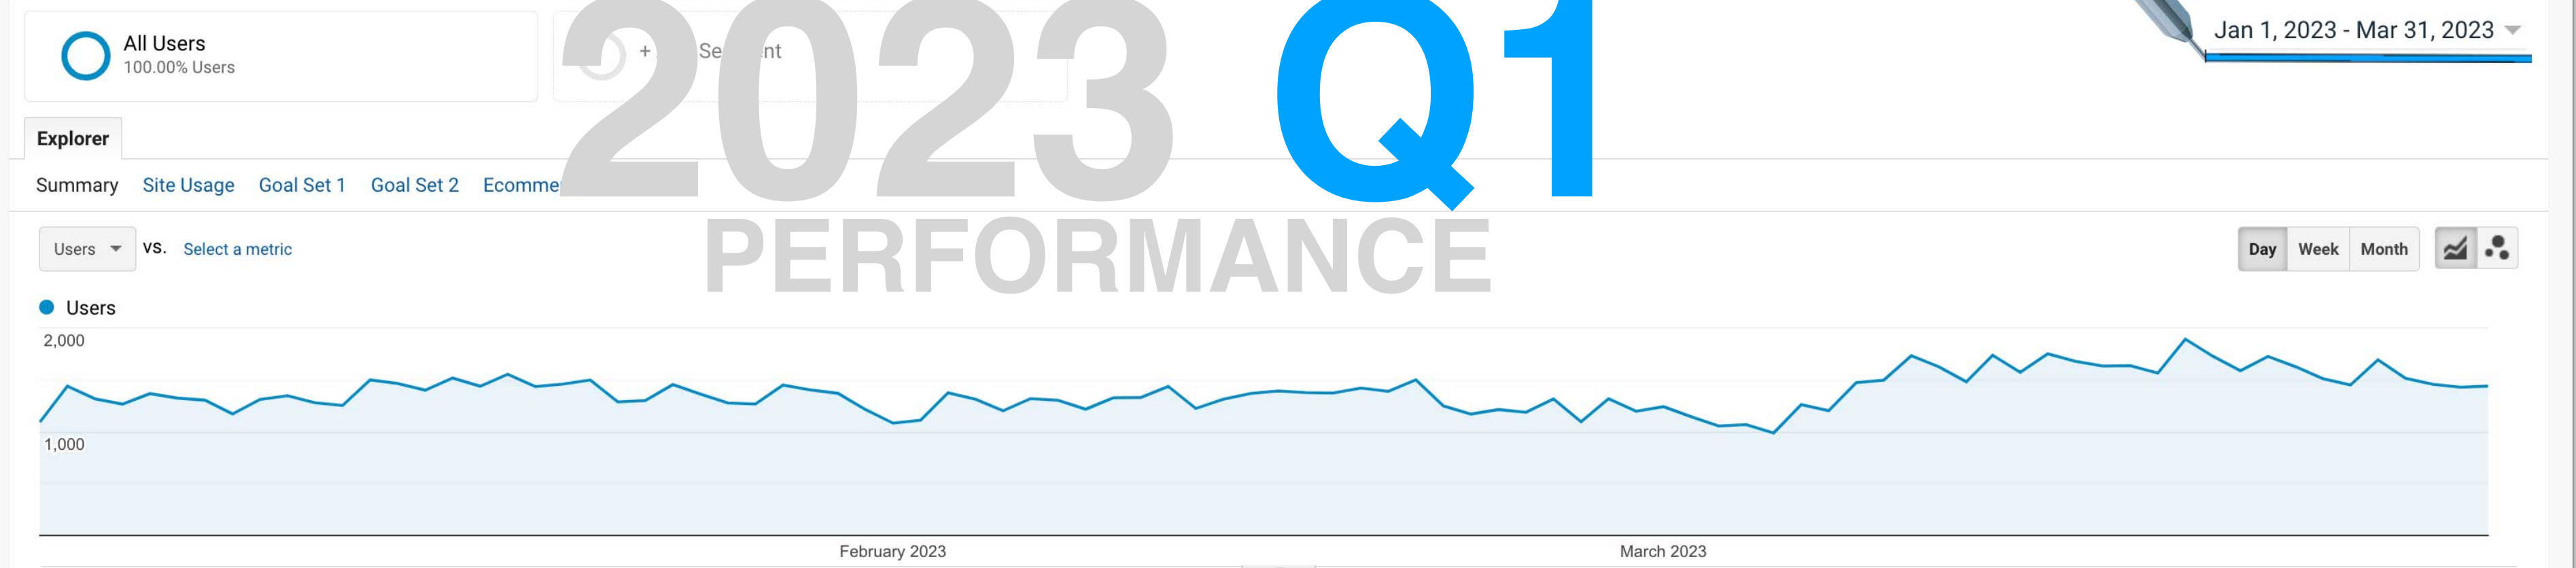 2023 Q1
PERFORMANCE
All Users
100.00% Users
+
Jan 1, 2023 - Mar 31, 2023
Explorer
Summary Site Usage Goal Set 1 Goal Set 2
Users vs. Select a metric
Day Week Month
Users
2,000
1,000
February 2023 March 2023